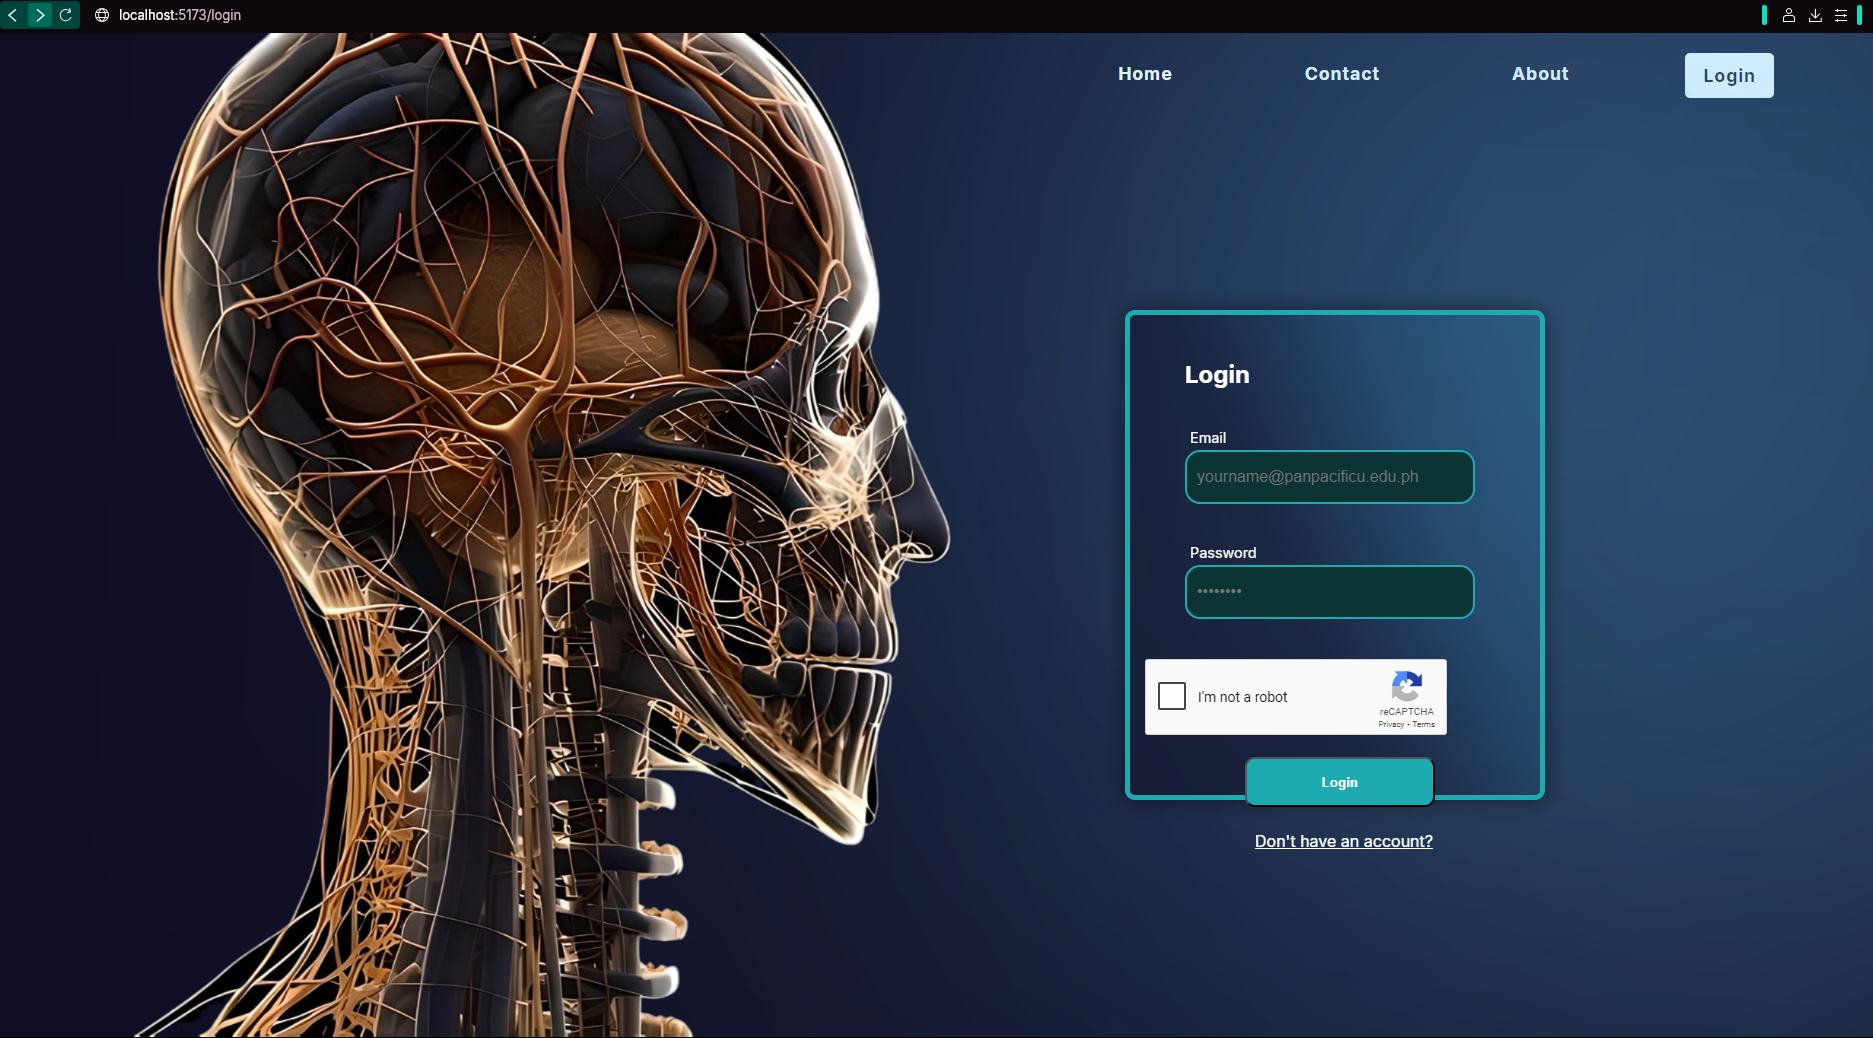 localhost:5173/login
Home Contact About Login
Login
Email
yourname@panpacificu.edu.ph
Password
••••••••
I'm not a robot
reCAPTCHA
Privacy - Terms
Login
Don't have an account?